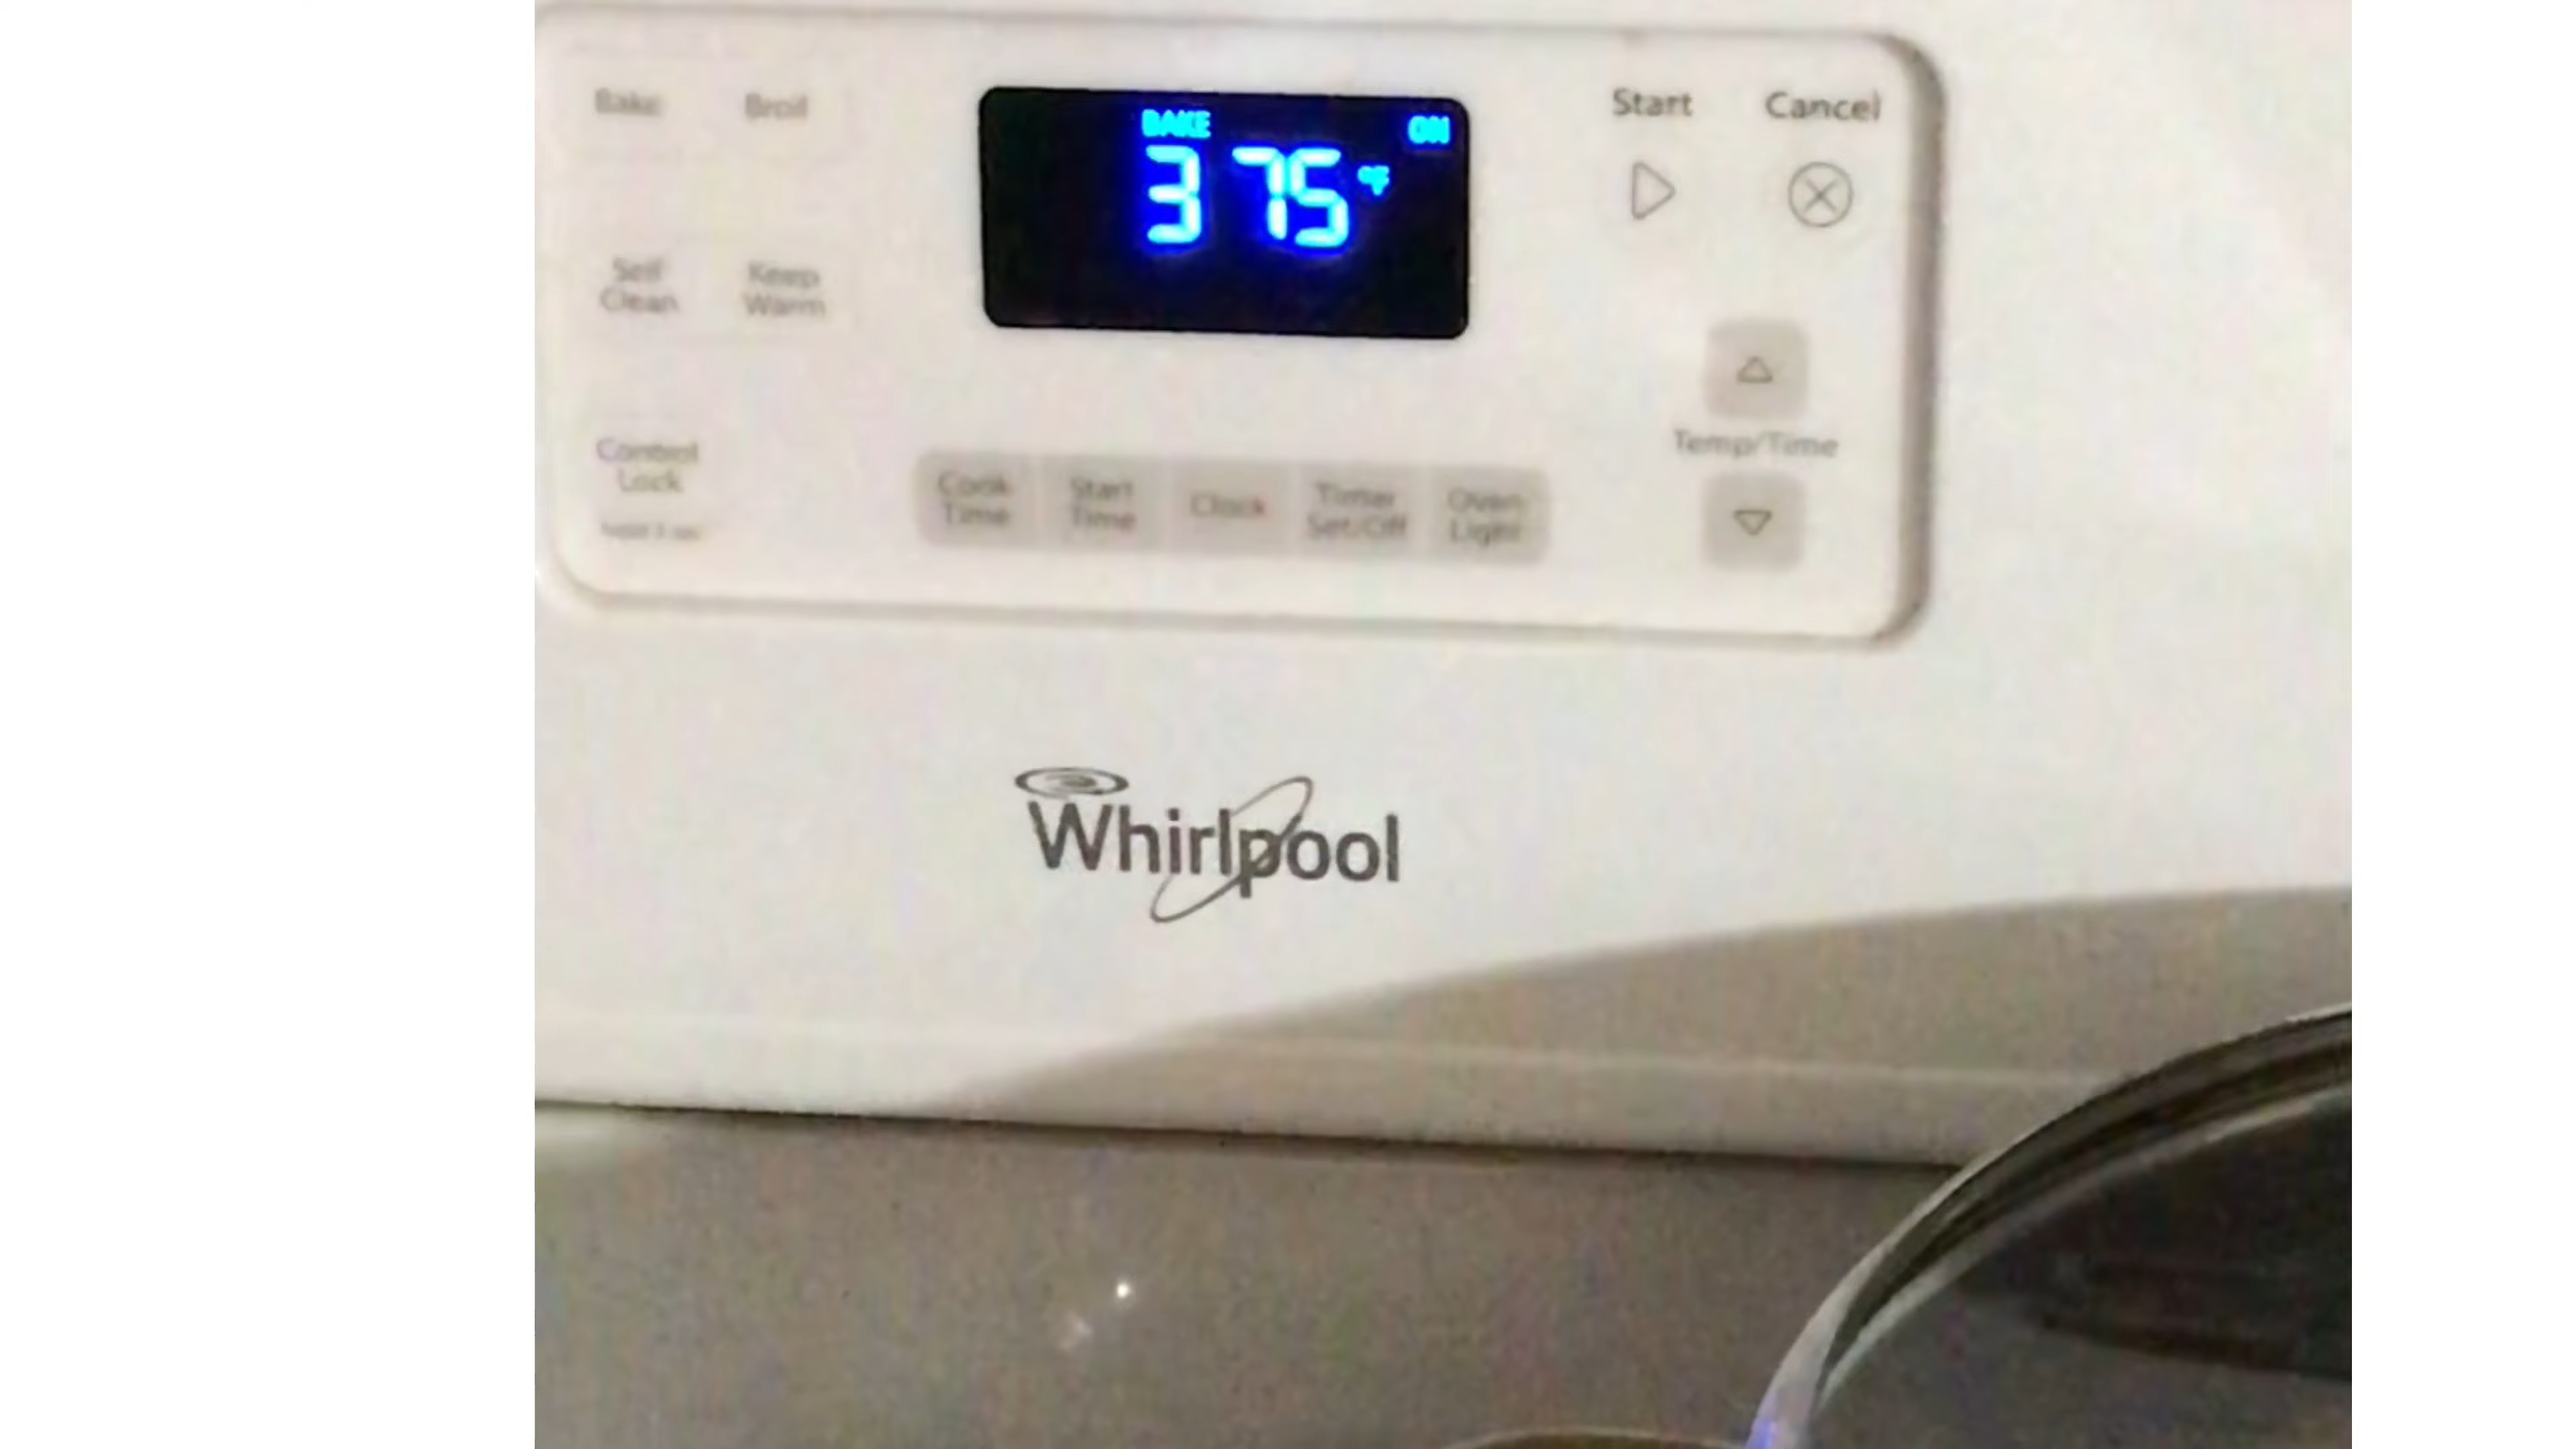 Bake Broil
BAKE ON
375°F
Start Cancel
Self Clean
Keep Warm
Control Lock
Temp/Time
Cook Time
Start Time
Clock
Timer Set/Off
Oven Light
Whirlpool